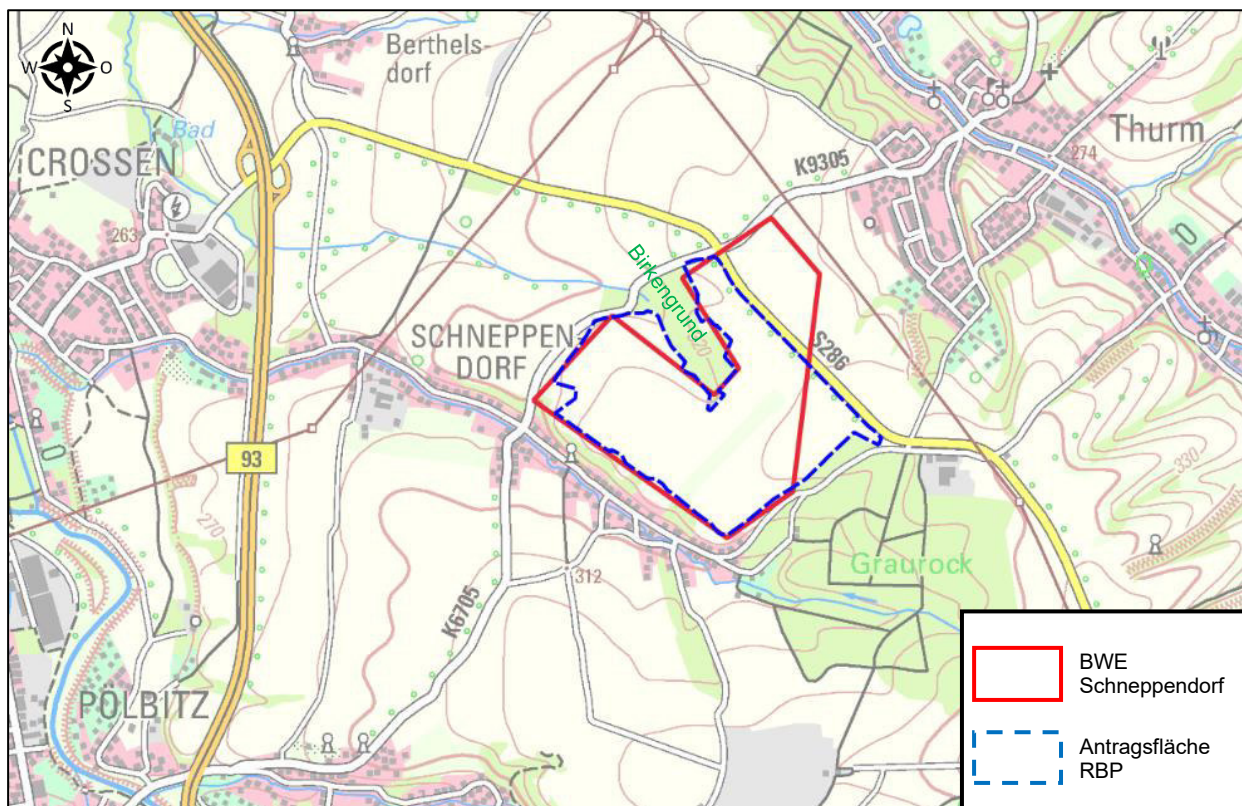 N
W
O
S
Berthels-
dorf
Bad
CROSSEN
263
K9305
Thurm
274
Birkengrund
320
SCHNEPPEN
DORF
S286
93
270
330
312
Graurock
K6705
PÖLBITZ
BWE
Schneppendorf
Antragsfläche
RBP